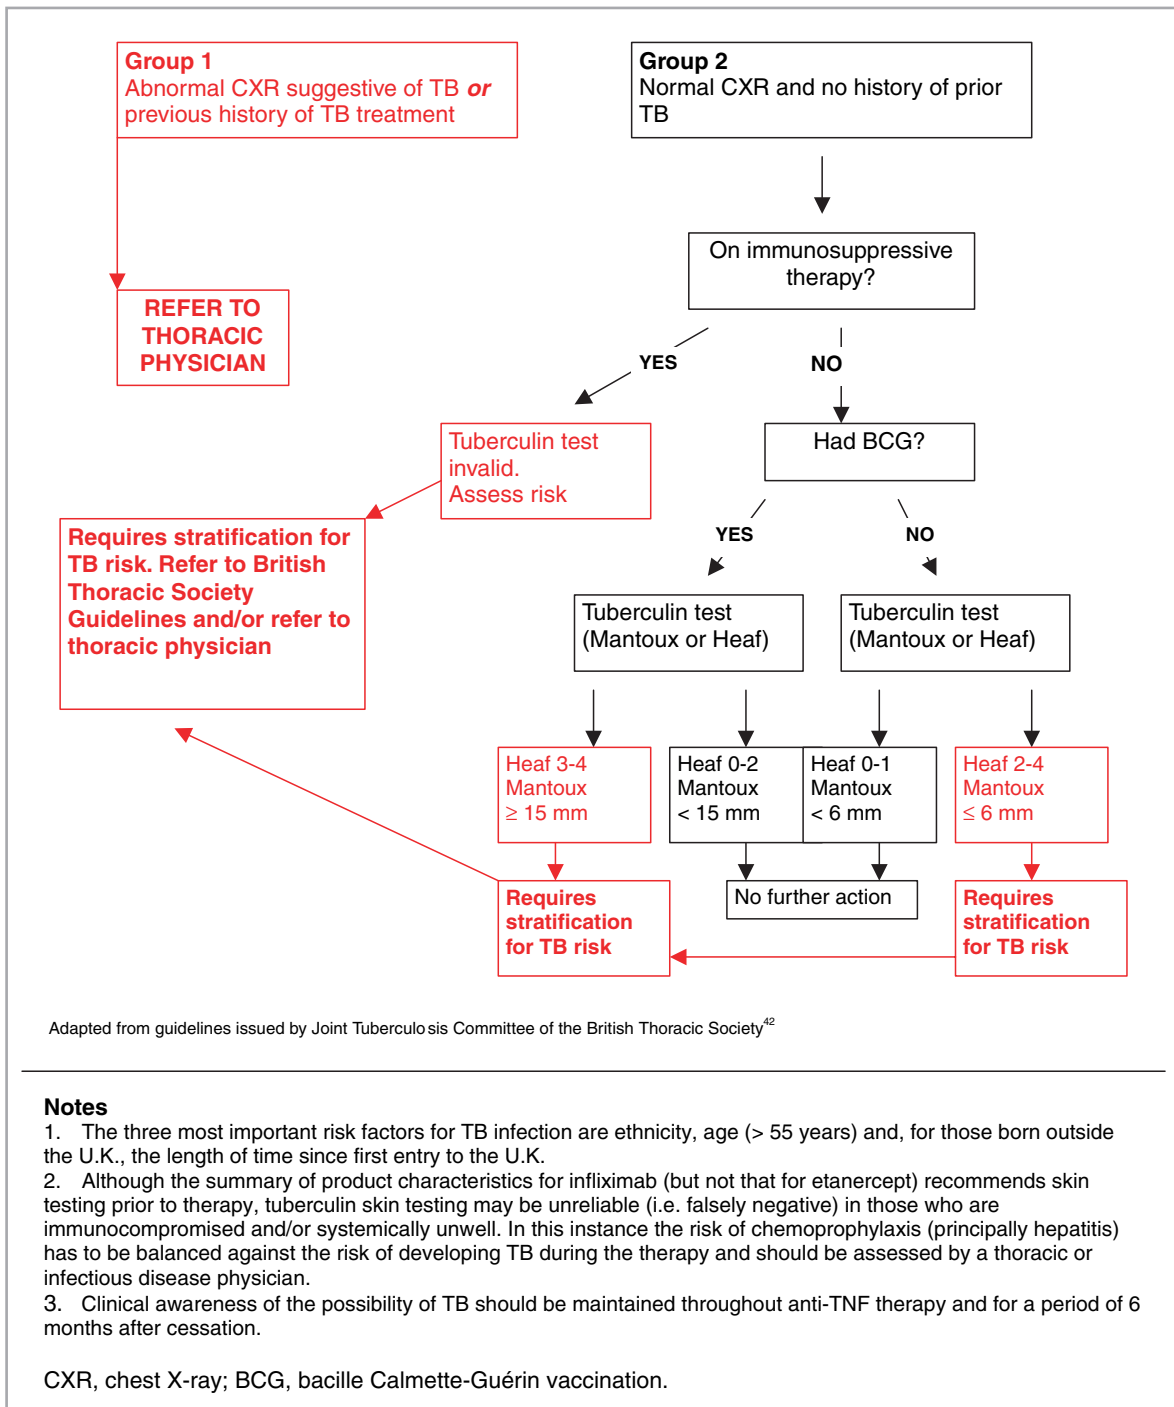 Group 1
Abnormal CXR suggestive of TB or
previous history of TB treatment
Group 2
Normal CXR and no history of prior
TB
On immunosuppressive
therapy?
REFER TO
THORACIC
PHYSICIAN
YES
NO
Tuberculin test
invalid.
Assess risk
Had BCG?
Requires stratification for
TB risk. Refer to British
Thoracic Society
Guidelines and/or refer to
thoracic physician
YES
NO
Tuberculin test
(Mantoux or Heaf)
Tuberculin test
(Mantoux or Heaf)
Heaf 3-4
Mantoux
≥ 15 mm
Heaf 0-2
Mantoux
< 15 mm
Heaf 0-1
Mantoux
< 6 mm
Heaf 2-4
Mantoux
≤ 6 mm
Requires
stratification
for TB risk
No further action
Requires
stratification
for TB risk
Adapted from guidelines issued by Joint Tuberculosis Committee of the British Thoracic Society42
Notes
1. The three most important risk factors for TB infection are ethnicity, age (> 55 years) and, for those born outside
the U.K., the length of time since first entry to the U.K.
2. Although the summary of product characteristics for infliximab (but not that for etanercept) recommends skin
testing prior to therapy, tuberculin skin testing may be unreliable (i.e. falsely negative) in those who are
immunocompromised and/or systemically unwell. In this instance the risk of chemoprophylaxis (principally hepatitis)
has to be balanced against the risk of developing TB during the therapy and should be assessed by a thoracic or
infectious disease physician.
3. Clinical awareness of the possibility of TB should be maintained throughout anti-TNF therapy and for a period of 6
months after cessation.
CXR, chest X-ray; BCG, bacille Calmette-Guérin vaccination.